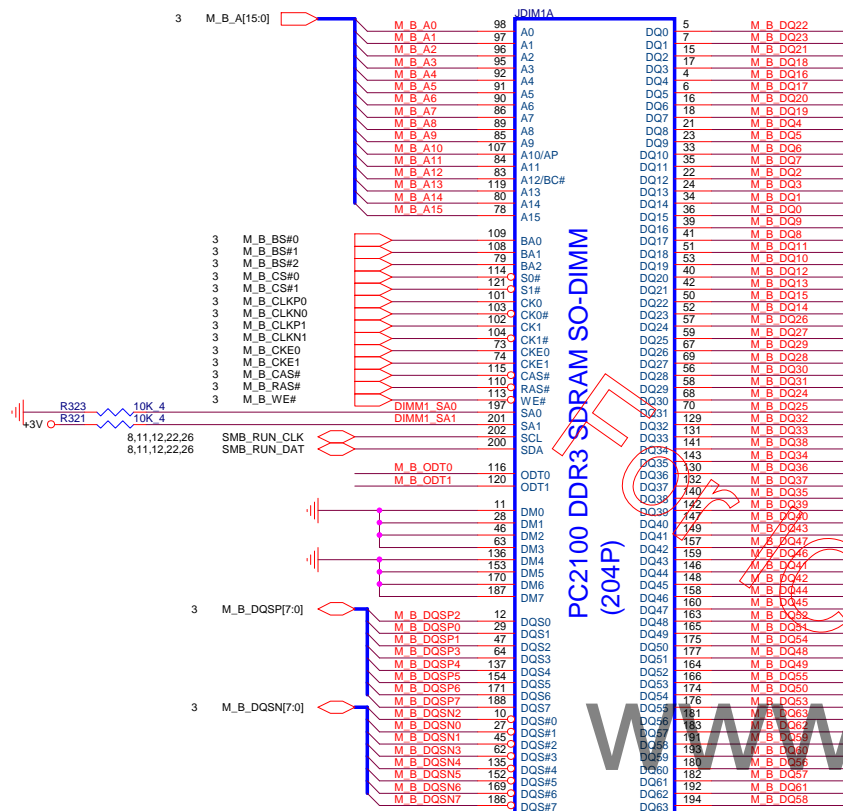 JDIM1A
3 M_B_A[15:0]
M_B_A0 98 A0
M_B_A1 97 A1
M_B_A2 96 A2
M_B_A3 95 A3
M_B_A4 92 A4
M_B_A5 91 A5
M_B_A6 90 A6
M_B_A7 86 A7
M_B_A8 89 A8
M_B_A9 85 A9
M_B_A10 107 A10/AP
M_B_A11 84 A11
M_B_A12 83 A12/BC#
M_B_A13 119 A13
M_B_A14 80 A14
M_B_A15 78 A15
3 M_B_BS#0 109 BA0
3 M_B_BS#1 108 BA1
3 M_B_BS#2 79 BA2
3 M_B_CS#0 114 S0#
3 M_B_CS#1 121 S1#
3 M_B_CLKP0 101 CK0
3 M_B_CLKN0 103 CK0#
3 M_B_CLKP1 102 CK1
3 M_B_CLKN1 104 CK1#
3 M_B_CKE0 73 CKE0
3 M_B_CKE1 74 CKE1
3 M_B_CAS# 115 CAS#
3 M_B_RAS# 110 RAS#
3 M_B_WE# 113 WE#
R323 10K_4 DIMM1_SA0 197 SA0
+3V R321 10K_4 DIMM1_SA1 201 SA1
8,11,12,22,26 SMB_RUN_CLK 202 SCL
8,11,12,22,26 SMB_RUN_DAT 200 SDA
M_B_ODT0 116 ODT0
M_B_ODT1 120 ODT1
11 DM0
28 DM1
46 DM2
63 DM3
136 DM4
153 DM5
170 DM6
187 DM7
3 M_B_DQSP[7:0]
M_B_DQSP2 12 DQS0
M_B_DQSP0 29 DQS1
M_B_DQSP1 47 DQS2
M_B_DQSP3 64 DQS3
M_B_DQSP4 137 DQS4
M_B_DQSP5 154 DQS5
M_B_DQSP6 171 DQS6
M_B_DQSP7 188 DQS7
3 M_B_DQSN[7:0]
M_B_DQSN2 10 DQS#0
M_B_DQSN0 27 DQS#1
M_B_DQSN1 45 DQS#2
M_B_DQSN3 62 DQS#3
M_B_DQSN4 135 DQS#4
M_B_DQSN5 152 DQS#5
M_B_DQSN6 169 DQS#6
M_B_DQSN7 186 DQS#7
PC2100 DDR3 SDRAM SO-DIMM
(204P)
DQ0 5 M_B_DQ22
DQ1 7 M_B_DQ23
DQ2 15 M_B_DQ21
DQ3 17 M_B_DQ18
DQ4 4 M_B_DQ16
DQ5 6 M_B_DQ17
DQ6 16 M_B_DQ20
DQ7 18 M_B_DQ19
DQ8 21 M_B_DQ4
DQ9 23 M_B_DQ5
DQ10 33 M_B_DQ6
DQ11 35 M_B_DQ7
DQ12 22 M_B_DQ2
DQ13 24 M_B_DQ3
DQ14 34 M_B_DQ1
DQ15 36 M_B_DQ0
DQ16 39 M_B_DQ9
DQ17 41 M_B_DQ8
DQ18 51 M_B_DQ11
DQ19 53 M_B_DQ10
DQ20 40 M_B_DQ12
DQ21 42 M_B_DQ13
DQ22 50 M_B_DQ15
DQ23 52 M_B_DQ14
DQ24 57 M_B_DQ26
DQ25 59 M_B_DQ27
DQ26 67 M_B_DQ29
DQ27 69 M_B_DQ28
DQ28 56 M_B_DQ30
DQ29 58 M_B_DQ31
DQ30 68 M_B_DQ24
DQ31 70 M_B_DQ25
DQ32 129 M_B_DQ32
DQ33 131 M_B_DQ33
DQ34 141 M_B_DQ38
DQ35 143 M_B_DQ34
DQ36 130 M_B_DQ36
DQ37 132 M_B_DQ37
DQ38 140 M_B_DQ35
DQ39 142 M_B_DQ39
DQ40 147 M_B_DQ40
DQ41 149 M_B_DQ43
DQ42 157 M_B_DQ47
DQ43 159 M_B_DQ46
DQ44 146 M_B_DQ41
DQ45 148 M_B_DQ42
DQ46 158 M_B_DQ44
DQ47 160 M_B_DQ45
DQ48 163 M_B_DQ52
DQ49 165 M_B_DQ51
DQ50 175 M_B_DQ54
DQ51 177 M_B_DQ48
DQ52 164 M_B_DQ49
DQ53 166 M_B_DQ55
DQ54 174 M_B_DQ50
DQ55 176 M_B_DQ53
DQ56 181 M_B_DQ63
DQ57 183 M_B_DQ62
DQ58 191 M_B_DQ59
DQ59 193 M_B_DQ60
DQ60 180 M_B_DQ56
DQ61 182 M_B_DQ57
DQ62 192 M_B_DQ61
DQ63 194 M_B_DQ58
For
www